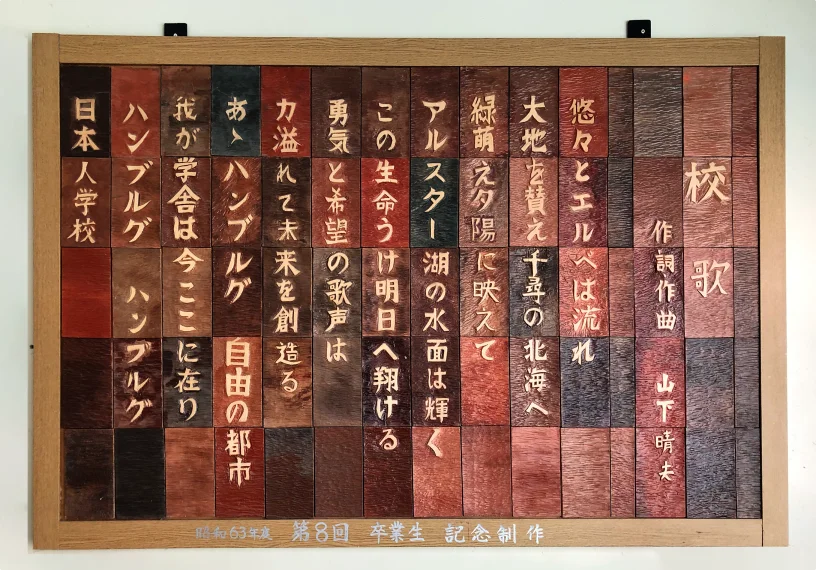 校歌
作詞作曲 山下晴夫
悠々とエルベは流れ
大地を賛え千尋の北海へ
緑萌え夕陽に映えて
アルスター湖の水面は輝く
この生命うけ明日へ翔ける
勇気と希望の歌声は
力溢れて未来を創造る
あゝハンブルグ自由の都市
我が学舎は今ここに在り
ハンブルグ ハンブルグ
日本人学校
昭和63年度 第8回 卒業生 記念制作